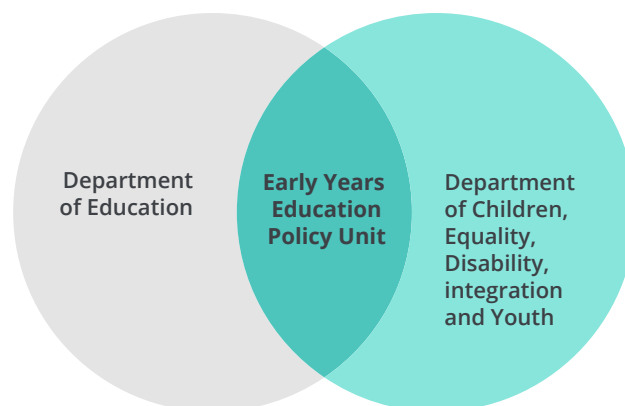 Department
of Education
Early Years
Education
Policy Unit
Department
of Children,
Equality,
Disability,
integration
and Youth